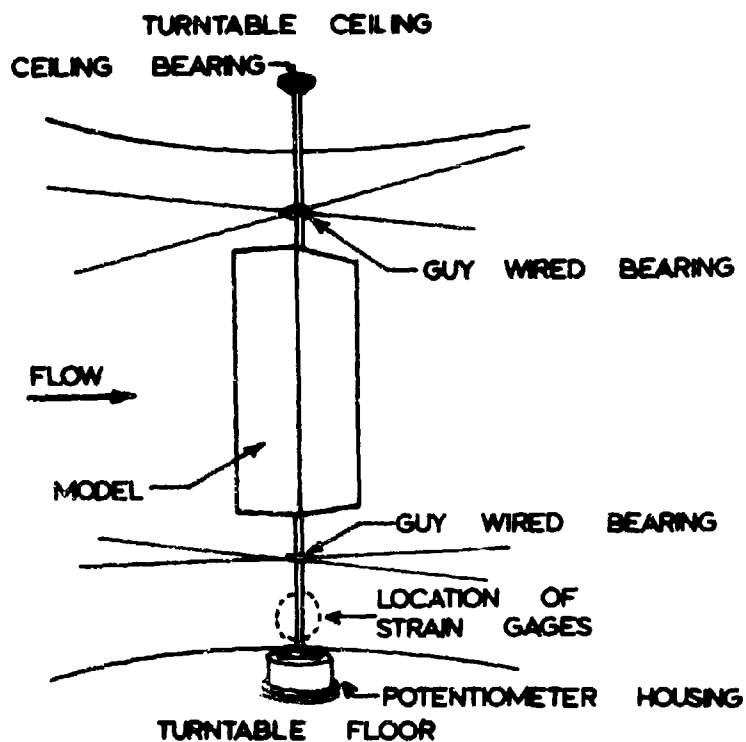 TURNTABLE CEILING
CEILING BEARING
GUY WIRED BEARING
FLOW
MODEL
GUY WIRED BEARING
LOCATION OF
STRAIN GAGES
POTENTIOMETER HOUSING
TURNTABLE FLOOR